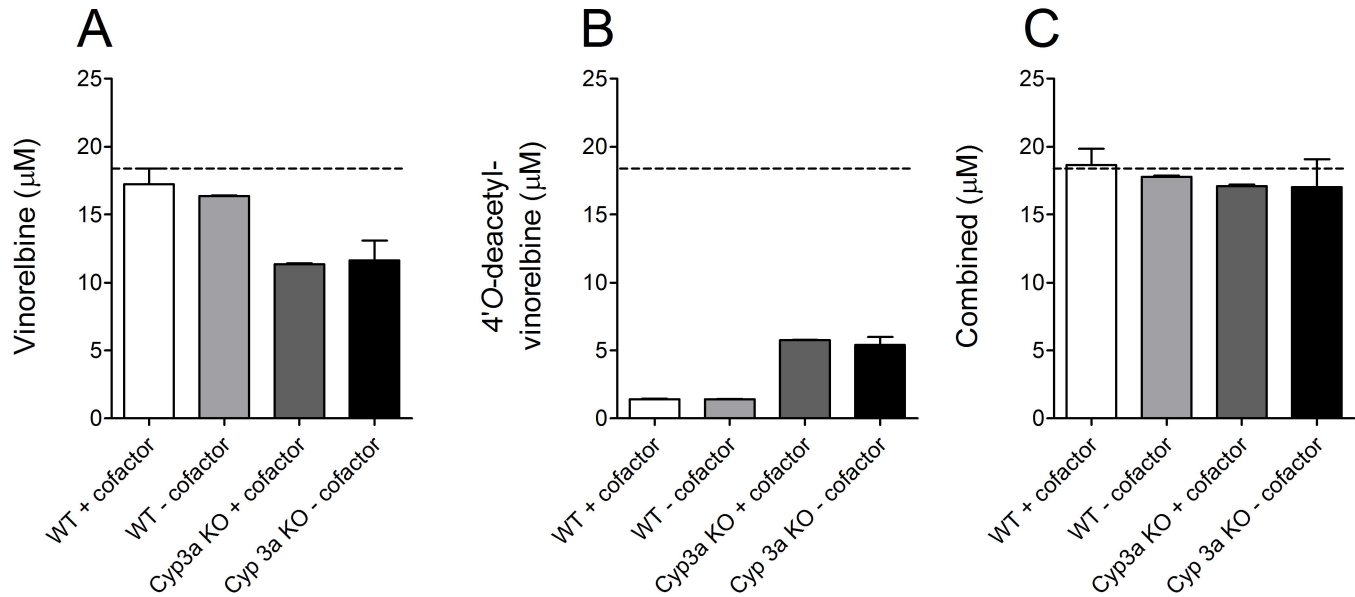 A
Vinorelbine (μM)
25
20
15
10
5
0
WT + cofactor
WT - cofactor
Cyp3a KO + cofactor
Cyp 3a KO - cofactor
B
4'O-deacetyl-
vinorelbine (μM)
25
20
15
10
5
0
WT + cofactor
WT - cofactor
Cyp3a KO + cofactor
Cyp 3a KO - cofactor
C
Combined (μM)
25
20
15
10
5
0
WT + cofactor
WT - cofactor
Cyp3a KO + cofactor
Cyp 3a KO - cofactor